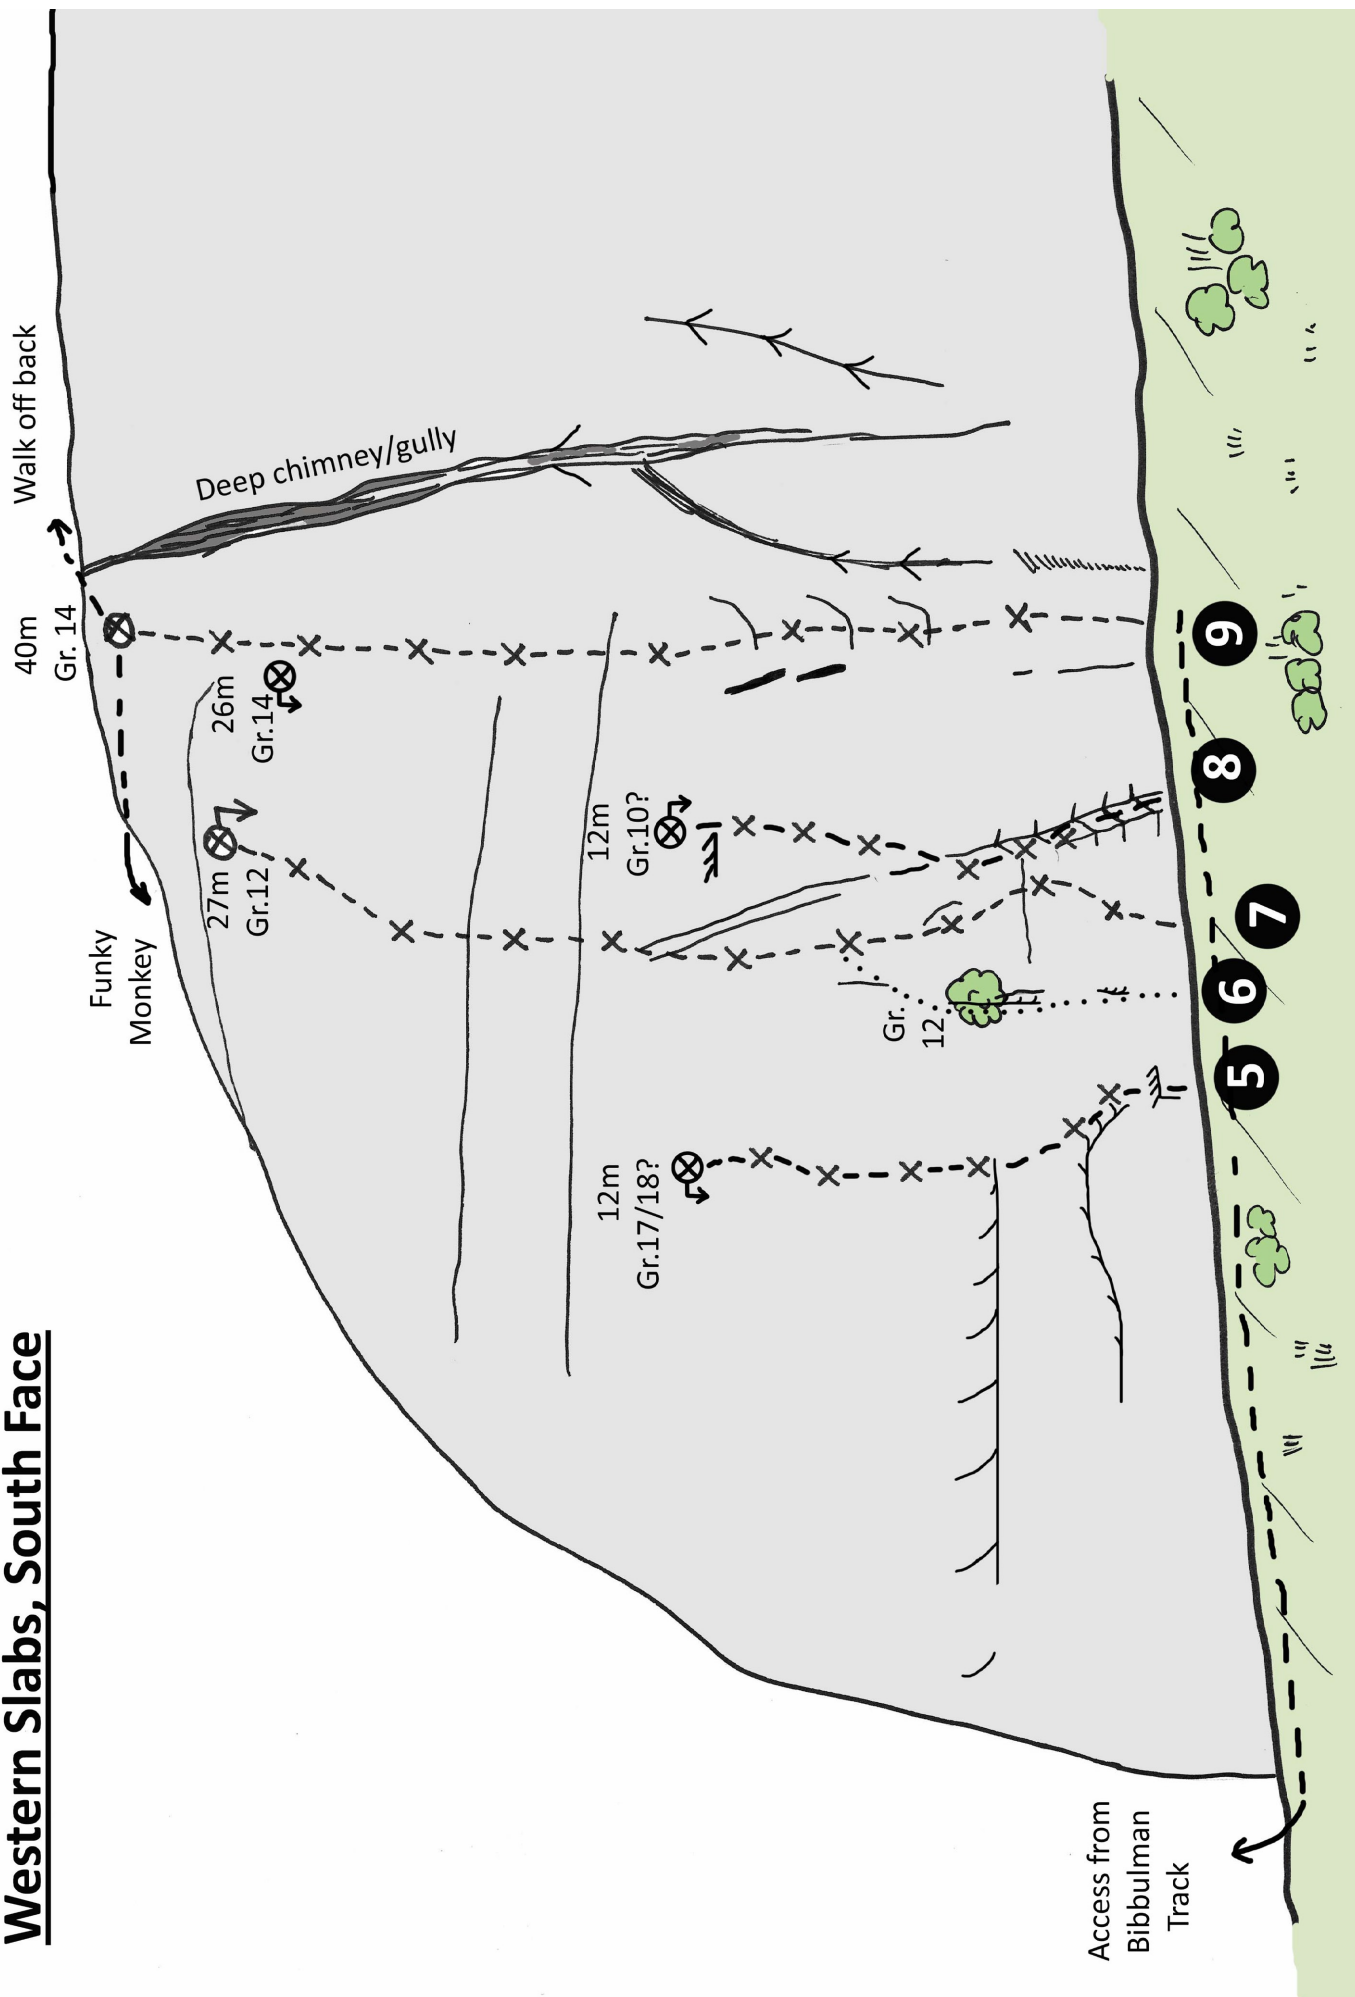 Western Slabs, South Face
Walk off back
40m
Gr. 14
Deep chimney/gully
26m
Gr.14
27m
Gr.12
Funky
Monkey
12m
Gr.10?
12m
Gr.17/18?
Gr.
12
Access from
Bibbulman
Track
5
6
7
8
9